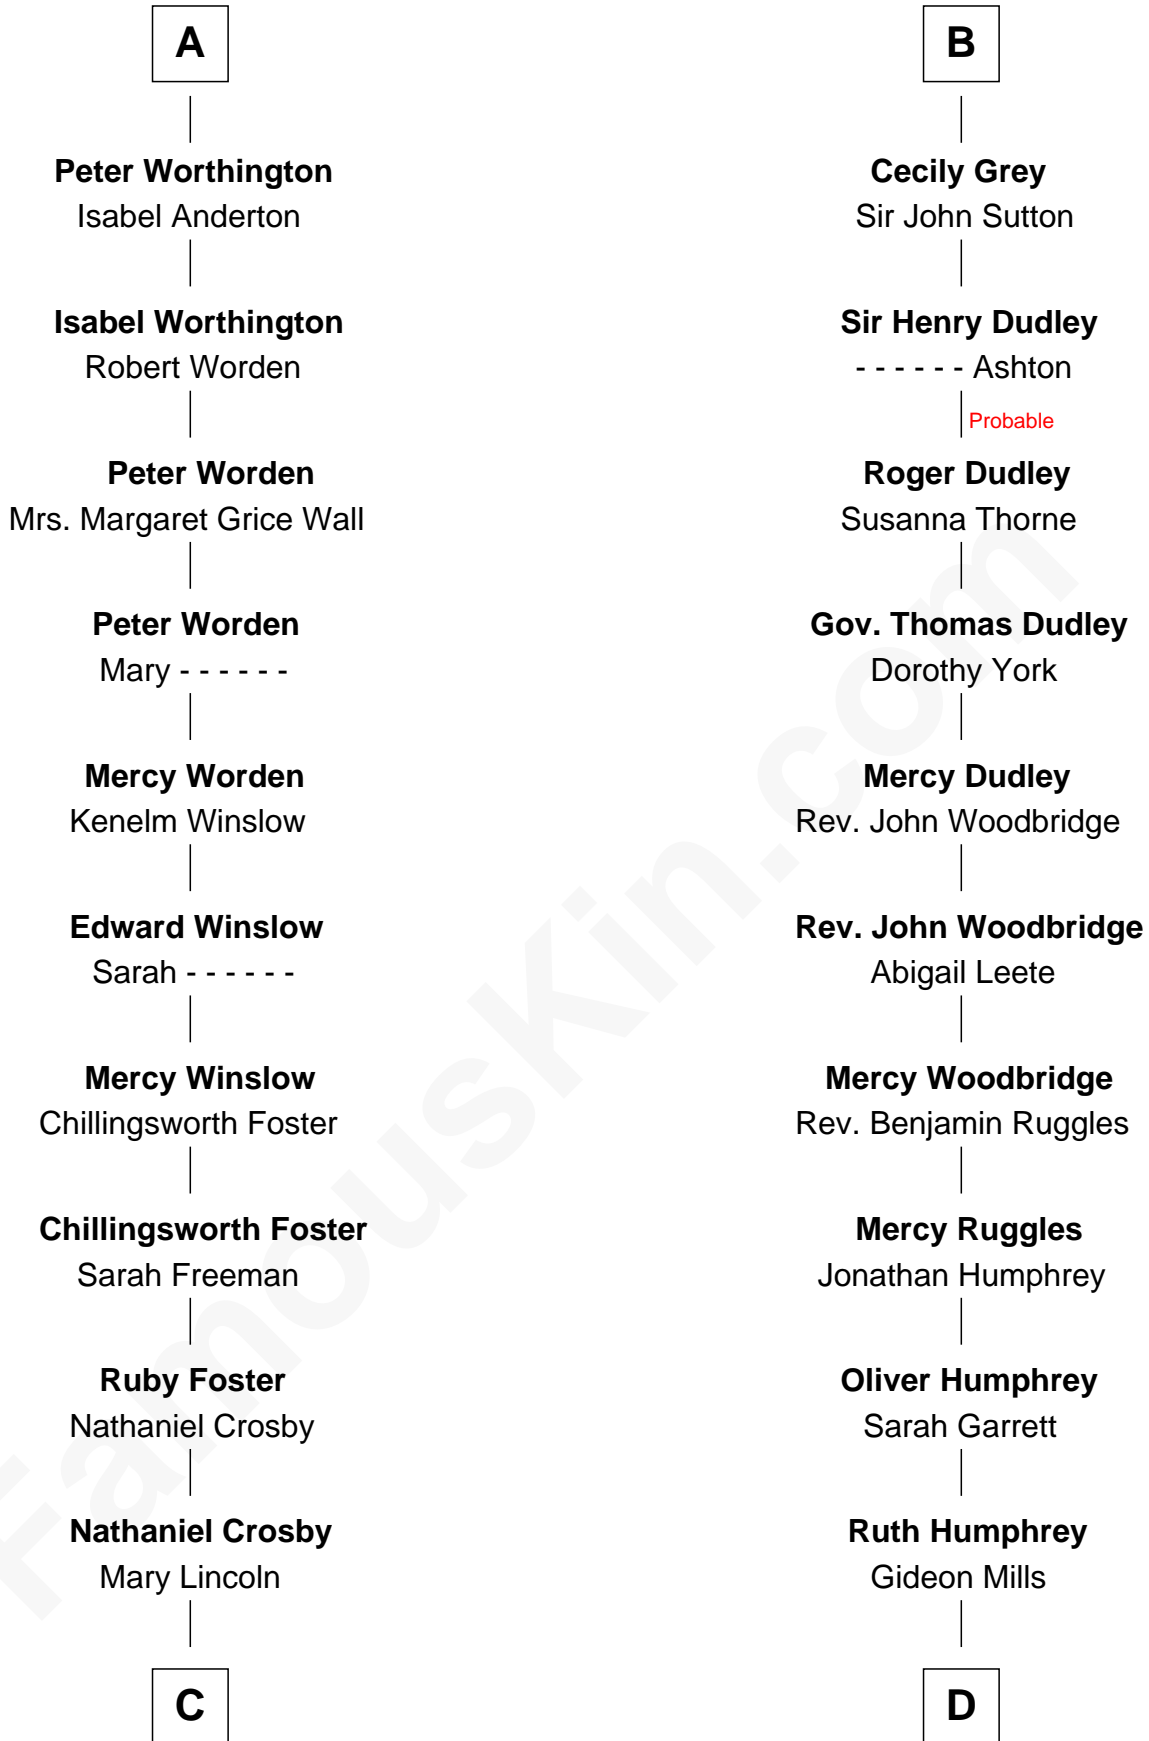 A
Peter Worthington
Isabel Anderton
Isabel Worthington
Robert Worden
Peter Worden
Mrs. Margaret Grice Wall
Peter Worden
Mary - - - - - -
Mercy Worden
Kenelm Winslow
Edward Winslow
Sarah - - - - - -
Mercy Winslow
Chillingsworth Foster
Chillingsworth Foster
Sarah Freeman
Ruby Foster
Nathaniel Crosby
Nathaniel Crosby
Mary Lincoln
C
B
Cecily Grey
Sir John Sutton
Sir Henry Dudley
- - - - - - Ashton
Probable
Roger Dudley
Susanna Thorne
Gov. Thomas Dudley
Dorothy York
Mercy Dudley
Rev. John Woodbridge
Rev. John Woodbridge
Abigail Leete
Mercy Woodbridge
Rev. Benjamin Ruggles
Mercy Ruggles
Jonathan Humphrey
Oliver Humphrey
Sarah Garrett
Ruth Humphrey
Gideon Mills
D
FamousKin.com